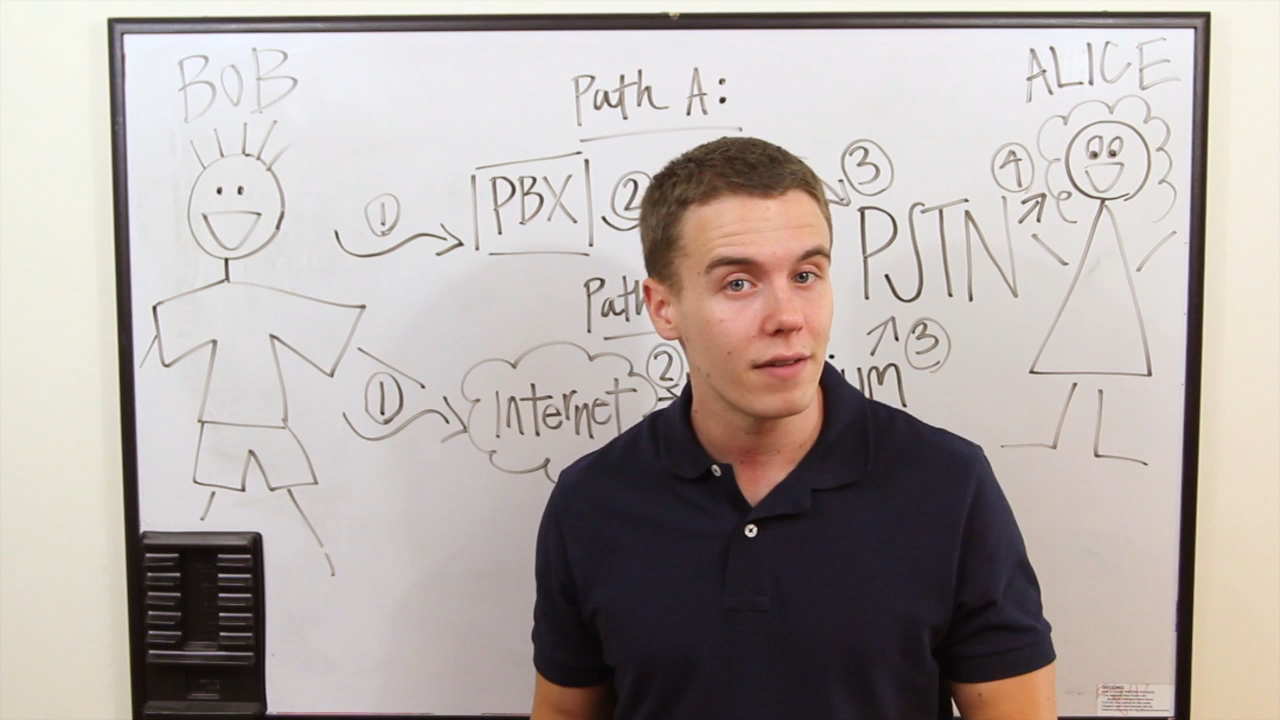 BOB
ALICE
Path A:
1
PBX
2
3
PSTN
4
Path
1
Internet
2
3